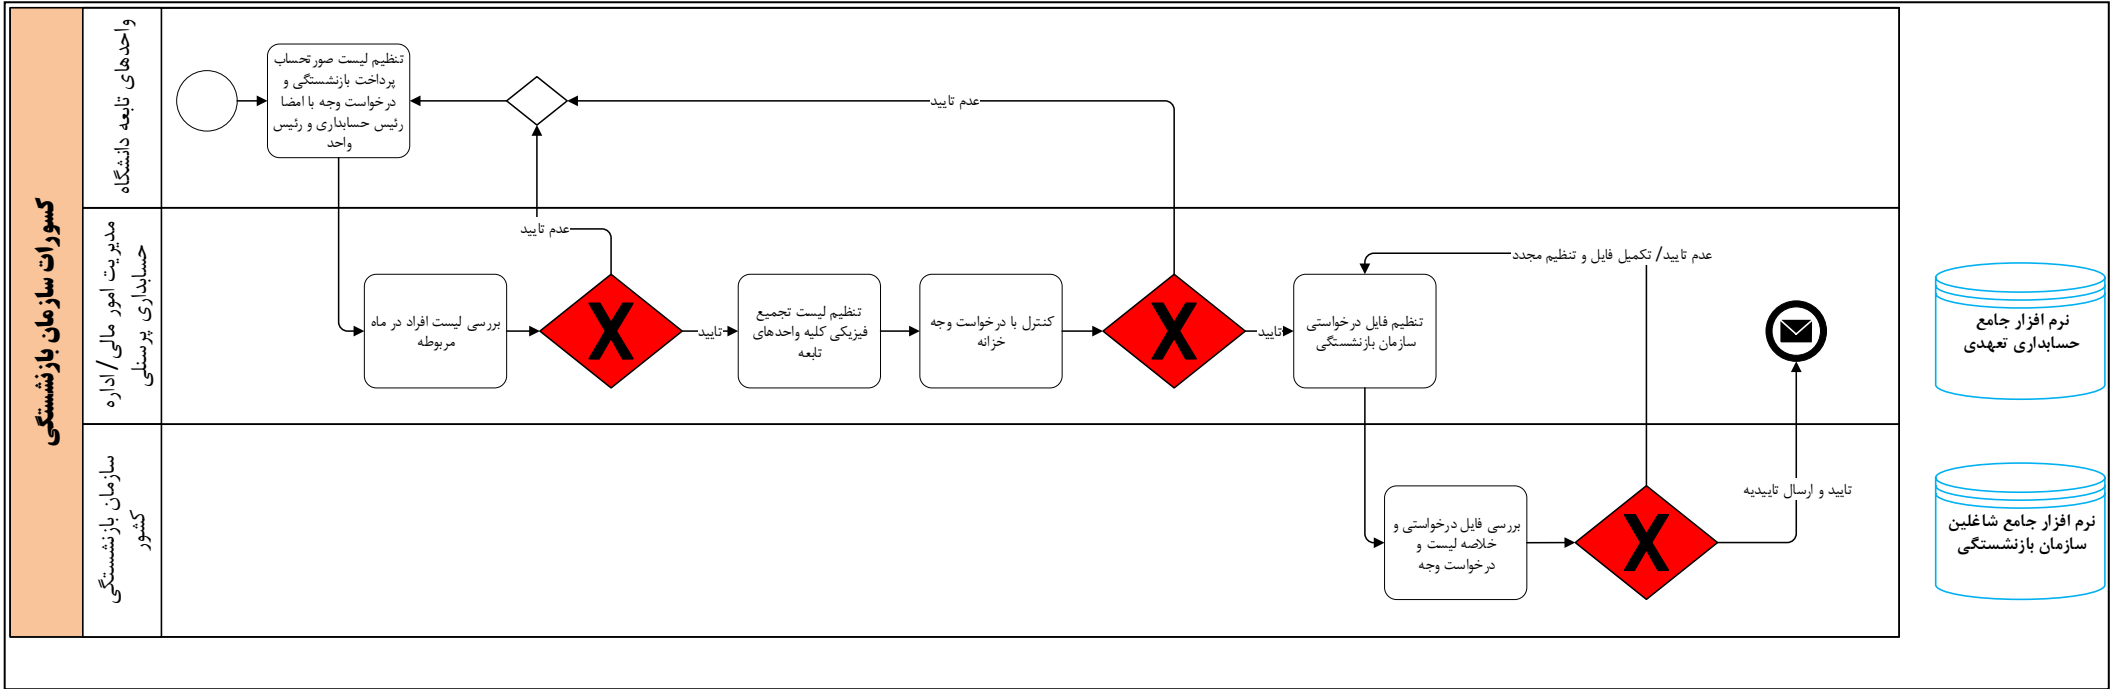 کسورات سازمان بازنشستگی
واحدهای تابعه دانشگاه
تنظیم لیست صورتحساب
پرداخت بازنشستگی و
درخواست وجه با امضا
رئیس حسابداری و رئیس
واحد
عدم تایید
مدیریت امور مالی/اداره
حسابداری پرسنلی
بررسی لیست افراد در ماه
مربوطه
عدم تایید
X
تایید
تنظیم لیست تجمیع
فیزیکی کلیه واحدهای
تابعه
کنترل با درخواست وجه
خزانه
X
تایید
تنظیم فایل درخواستی
سازمان بازنشستگی
عدم تایید/ تکمیل فایل و تنظیم مجدد
سازمان بازنشستگی
کشور
بررسی فایل درخواستی و
خلاصه لیست و
درخواست وجه
X
تایید و ارسال تاییدیه
نرم افزار جامع
حسابداری تعهدی
نرم افزار جامع شاغلین
سازمان بازنشستگی